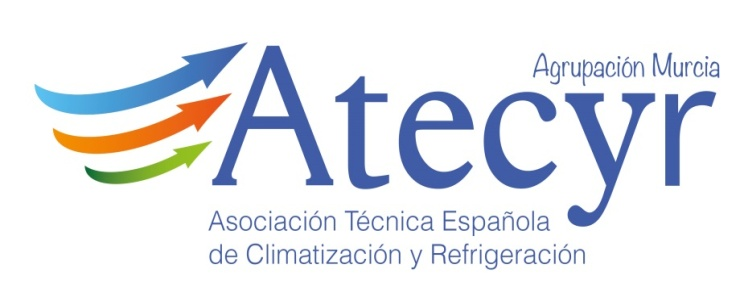 Agrupación Murcia
Atecyr
Asociación Técnica Española
de Climatización y Refrigeración